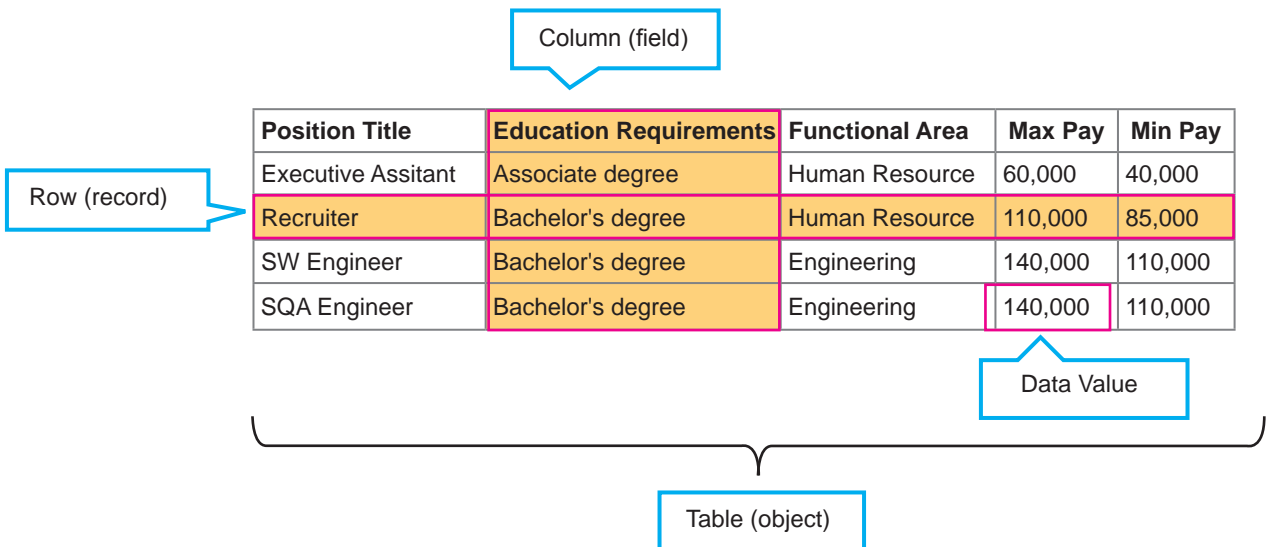 Column (field)
Position Title Education Requirements Functional Area Max Pay Min Pay
Executive Assitant Associate degree Human Resource 60,000 40,000
Row (record)
Recruiter Bachelor's degree Human Resource 110,000 85,000
SW Engineer Bachelor's degree Engineering 140,000 110,000
SQA Engineer Bachelor's degree Engineering 140,000 110,000
Data Value
Table (object)